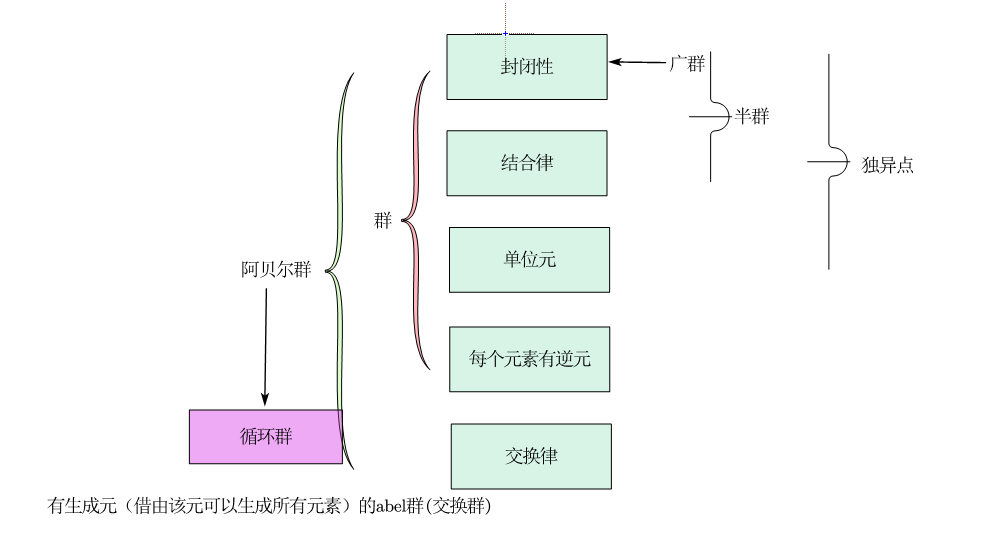 封闭性
广群
半群
结合律
独异点
群
单位元
阿贝尔群
每个元素有逆元
循环群
交换律
有生成元（借由该元可以生成所有元素）的abel群(交换群)